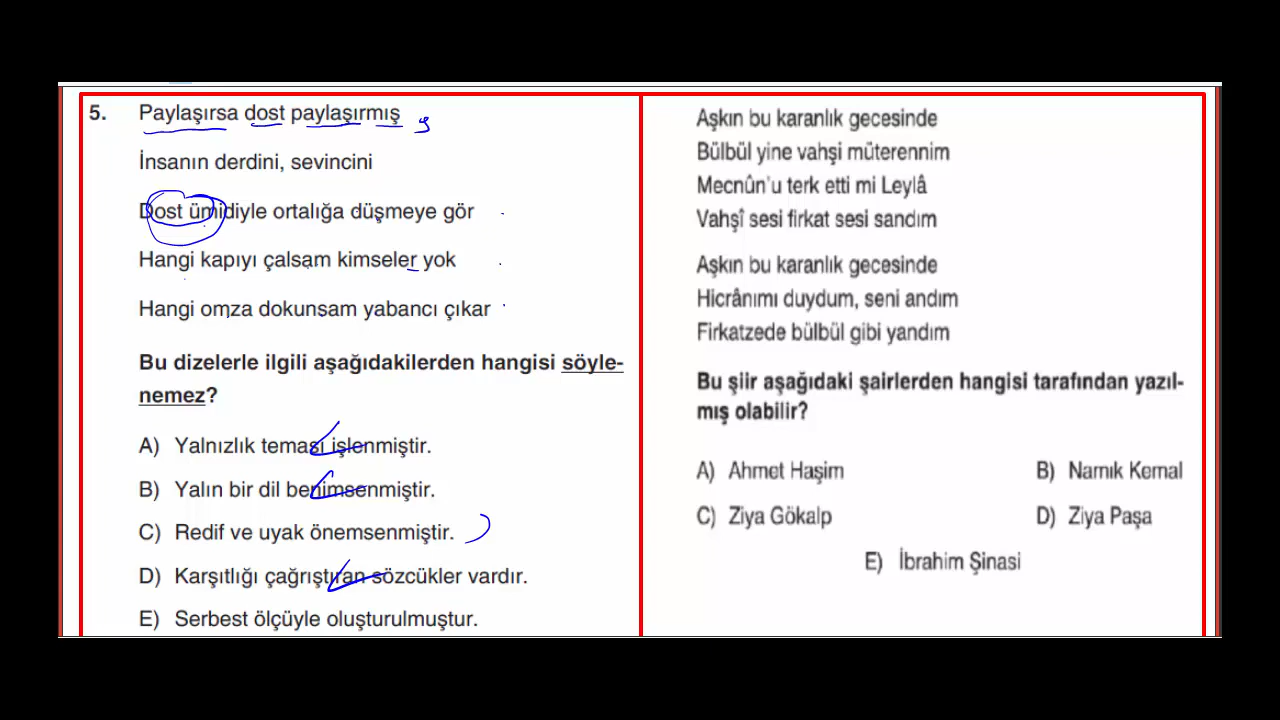 5. Paylaşırsa dost paylaşırmış
İnsanın derdini, sevincini
Dost ümidiyle ortalığa düşmeye gör
Hangi kapıyı çalsam kimseler yok
Hangi omza dokunsam yabancı çıkar
Bu dizelerle ilgili aşağıdakilerden hangisi söyle-
nemez?
A) Yalnızlık teması işlenmiştir.
B) Yalın bir dil benimsenmiştir.
C) Redif ve uyak önemsenmiştir.
D) Karşıtlığı çağrıştıran sözcükler vardır.
E) Serbest ölçüyle oluşturulmuştur.
Aşkın bu karanlık gecesinde
Bülbül yine vahşi müterennim
Mecnûn'u terk etti mi Leylâ
Vahşî sesi firkat sesi sandım
Aşkın bu karanlık gecesinde
Hicrânımı duydum, seni andım
Firkatzede bülbül gibi yandım
Bu şiir aşağıdaki şairlerden hangisi tarafından yazıl-
mış olabilir?
A) Ahmet Haşim B) Namık Kemal
C) Ziya Gökalp D) Ziya Paşa
E) İbrahim Şinasi